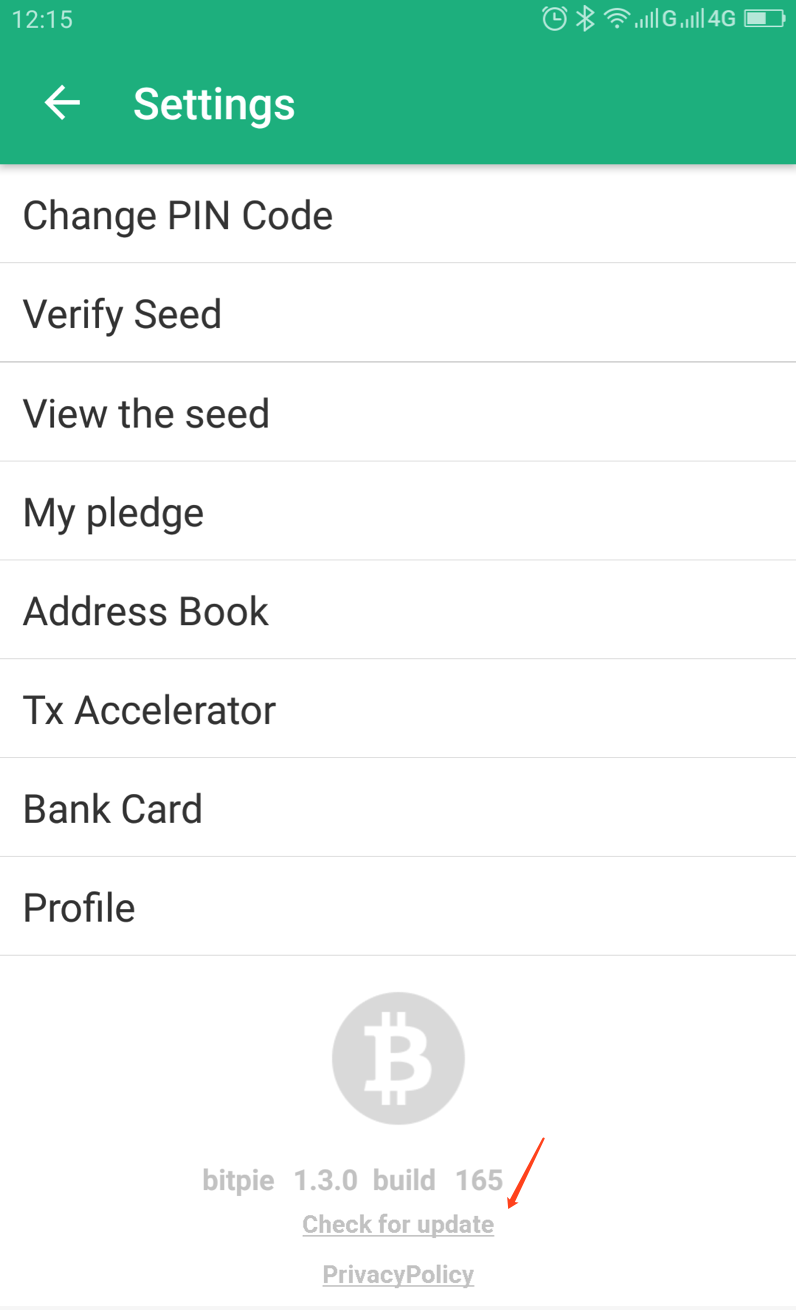 12:15 G 4G
Settings
Change PIN Code
Verify Seed
View the seed
My pledge
Address Book
Tx Accelerator
Bank Card
Profile
bitpie 1.3.0 build 165
Check for update
PrivacyPolicy